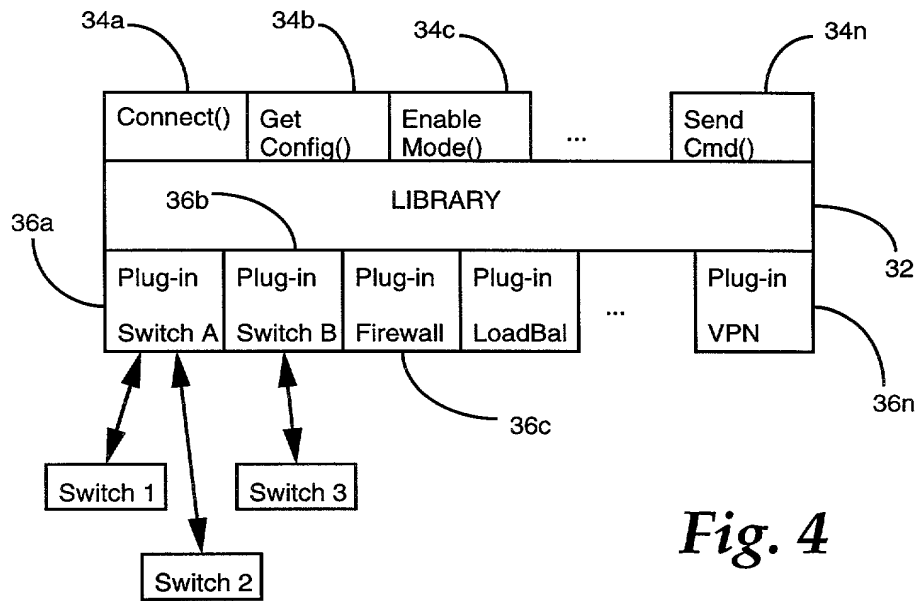 34a
34b
34c
34n
Connect()
Get
Config()
Enable
Mode()
...
Send
Cmd()
36a
36b
LIBRARY
32
Plug-in
Switch A
Plug-in
Switch B
Plug-in
Firewall
Plug-in
LoadBal
...
Plug-in
VPN
36c
36n
Switch 1
Switch 3
Switch 2
Fig. 4